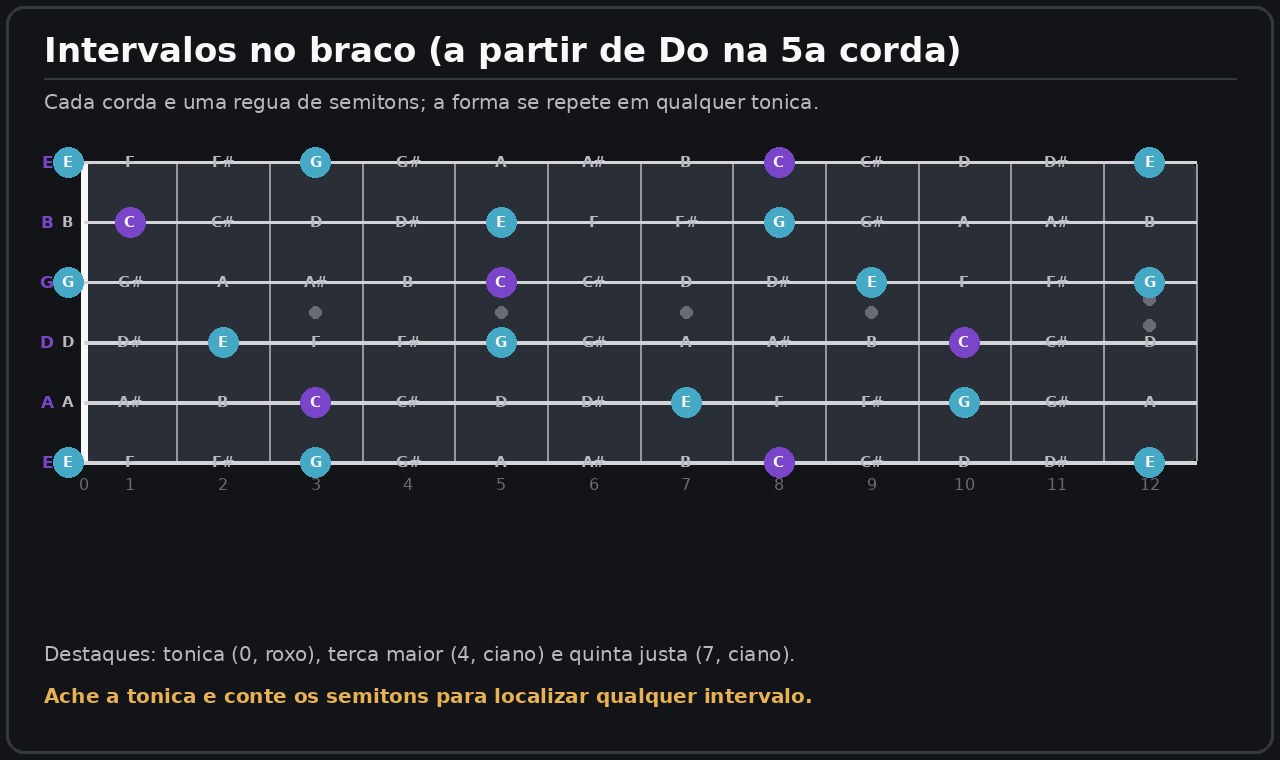 Intervalos no braco (a partir de Do na 5a corda)
Cada corda e uma regua de semitons; a forma se repete em qualquer tonica.
E E F F# G G# A A# B C C# D D# E
B B C C# D D# E F F# G G# A A# B
G G G# A A# B C C# D D# E F F# G
D D D# E F F# G G# A A# B C C# D
A A A# B C C# D D# E F F# G G# A
E E F F# G G# A A# B C C# D D# E
0 1 2 3 4 5 6 7 8 9 10 11 12
Destaques: tonica (0, roxo), terca maior (4, ciano) e quinta justa (7, ciano).
Ache a tonica e conte os semitons para localizar qualquer intervalo.